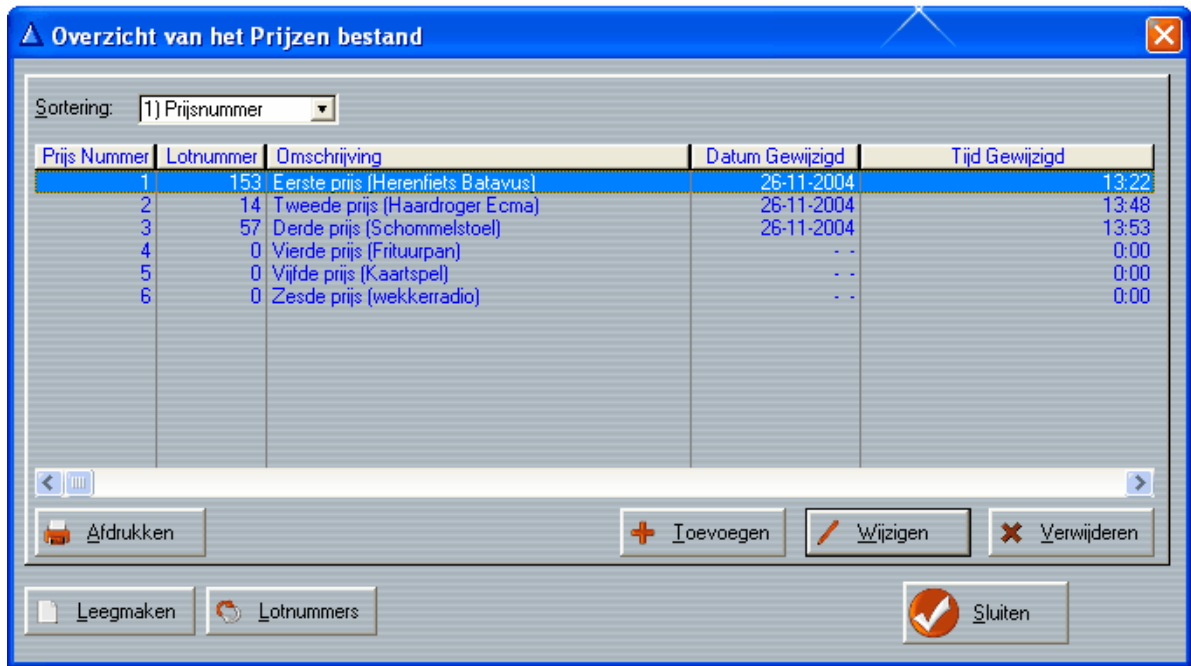 Overzicht van het Prijzen bestand
Sortering: 1) Prijsnummer
Prijs Nummer Lotnummer Omschrijving Datum Gewijzigd Tijd Gewijzigd
1 153 Eerste prijs (Herenfiets Batavus) 26-11-2004 13:22
2 14 Tweede prijs (Haardroger Ecma) 26-11-2004 13:48
3 57 Derde prijs (Schommelstoel) 26-11-2004 13:53
4 0 Vierde prijs (Frituurpan) - - 0:00
5 0 Vijfde prijs (Kaartspel) - - 0:00
6 0 Zesde prijs (wekkerradio) - - 0:00
Afdrukken Toevoegen Wijzigen Verwijderen
Leegmaken Lotnummers Sluiten